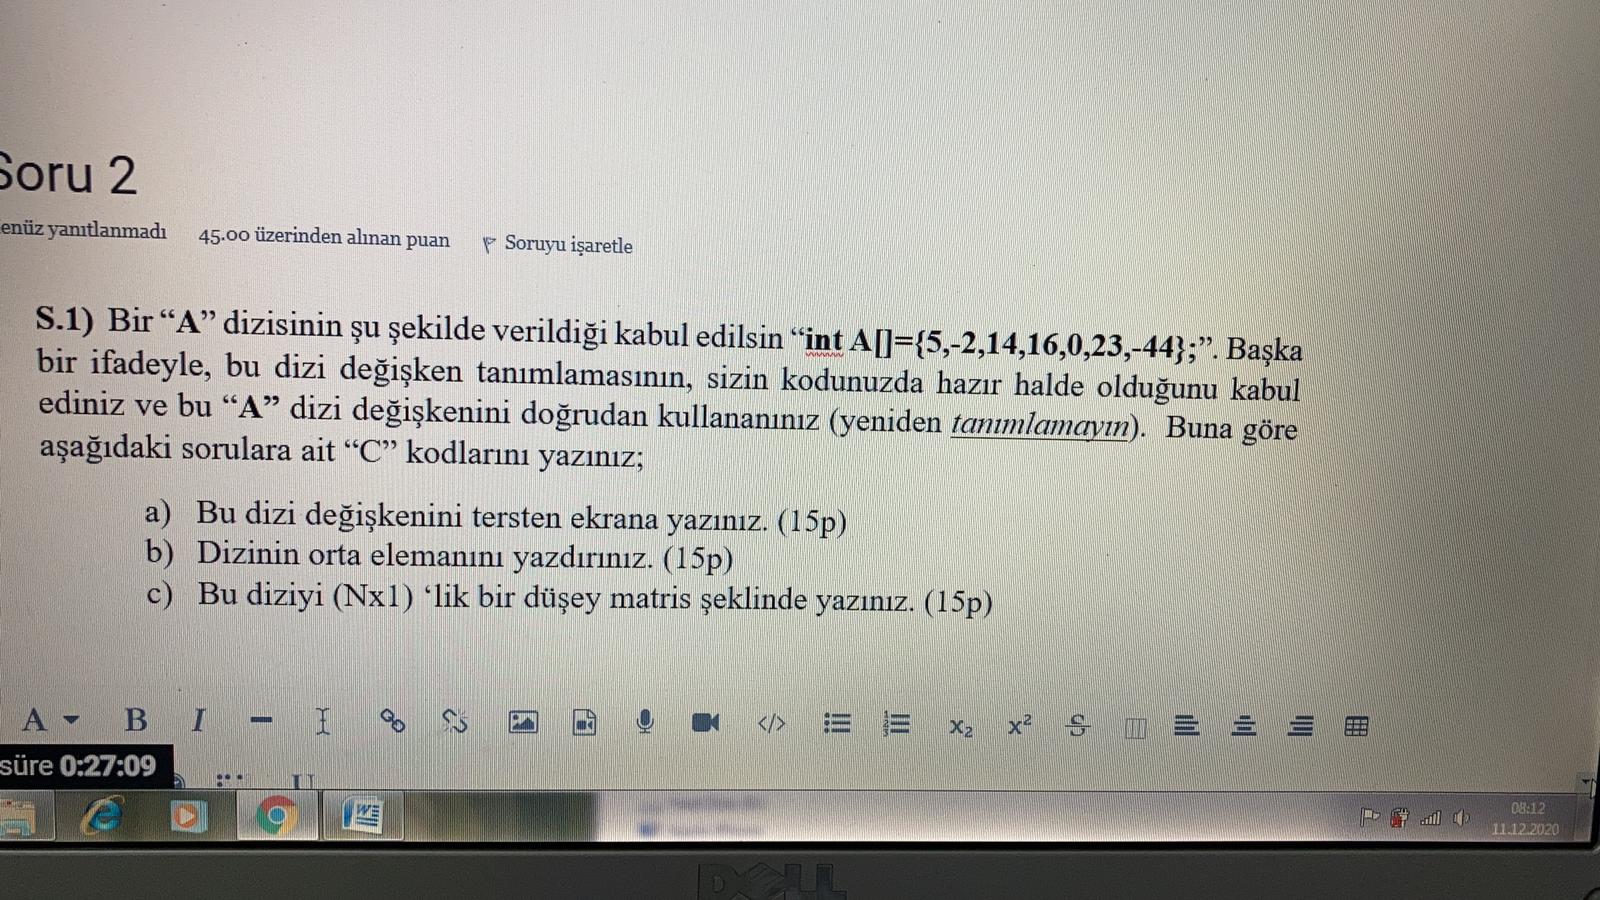 Soru 2
enüz yanıtlanmadı 45.00 üzerinden alınan puan Soruyu işaretle
S.1) Bir “A” dizisinin şu şekilde verildiği kabul edilsin “int A[]={5,-2,14,16,0,23,-44};”. Başka
bir ifadeyle, bu dizi değişken tanımlamasının, sizin kodunuzda hazır halde olduğunu kabul
ediniz ve bu “A” dizi değişkenini doğrudan kullananınız (yeniden tanımlamayın). Buna göre
aşağıdaki sorulara ait “C” kodlarını yazınız;
a) Bu dizi değişkenini tersten ekrana yazınız. (15p)
b) Dizinin orta elemanını yazdırınız. (15p)
c) Bu diziyi (Nx1) ‘lik bir düşey matris şeklinde yazınız. (15p)
A B I </> X2 X2 S
süre 0:27:09
U
W
08:12
11.12.2020
DELL